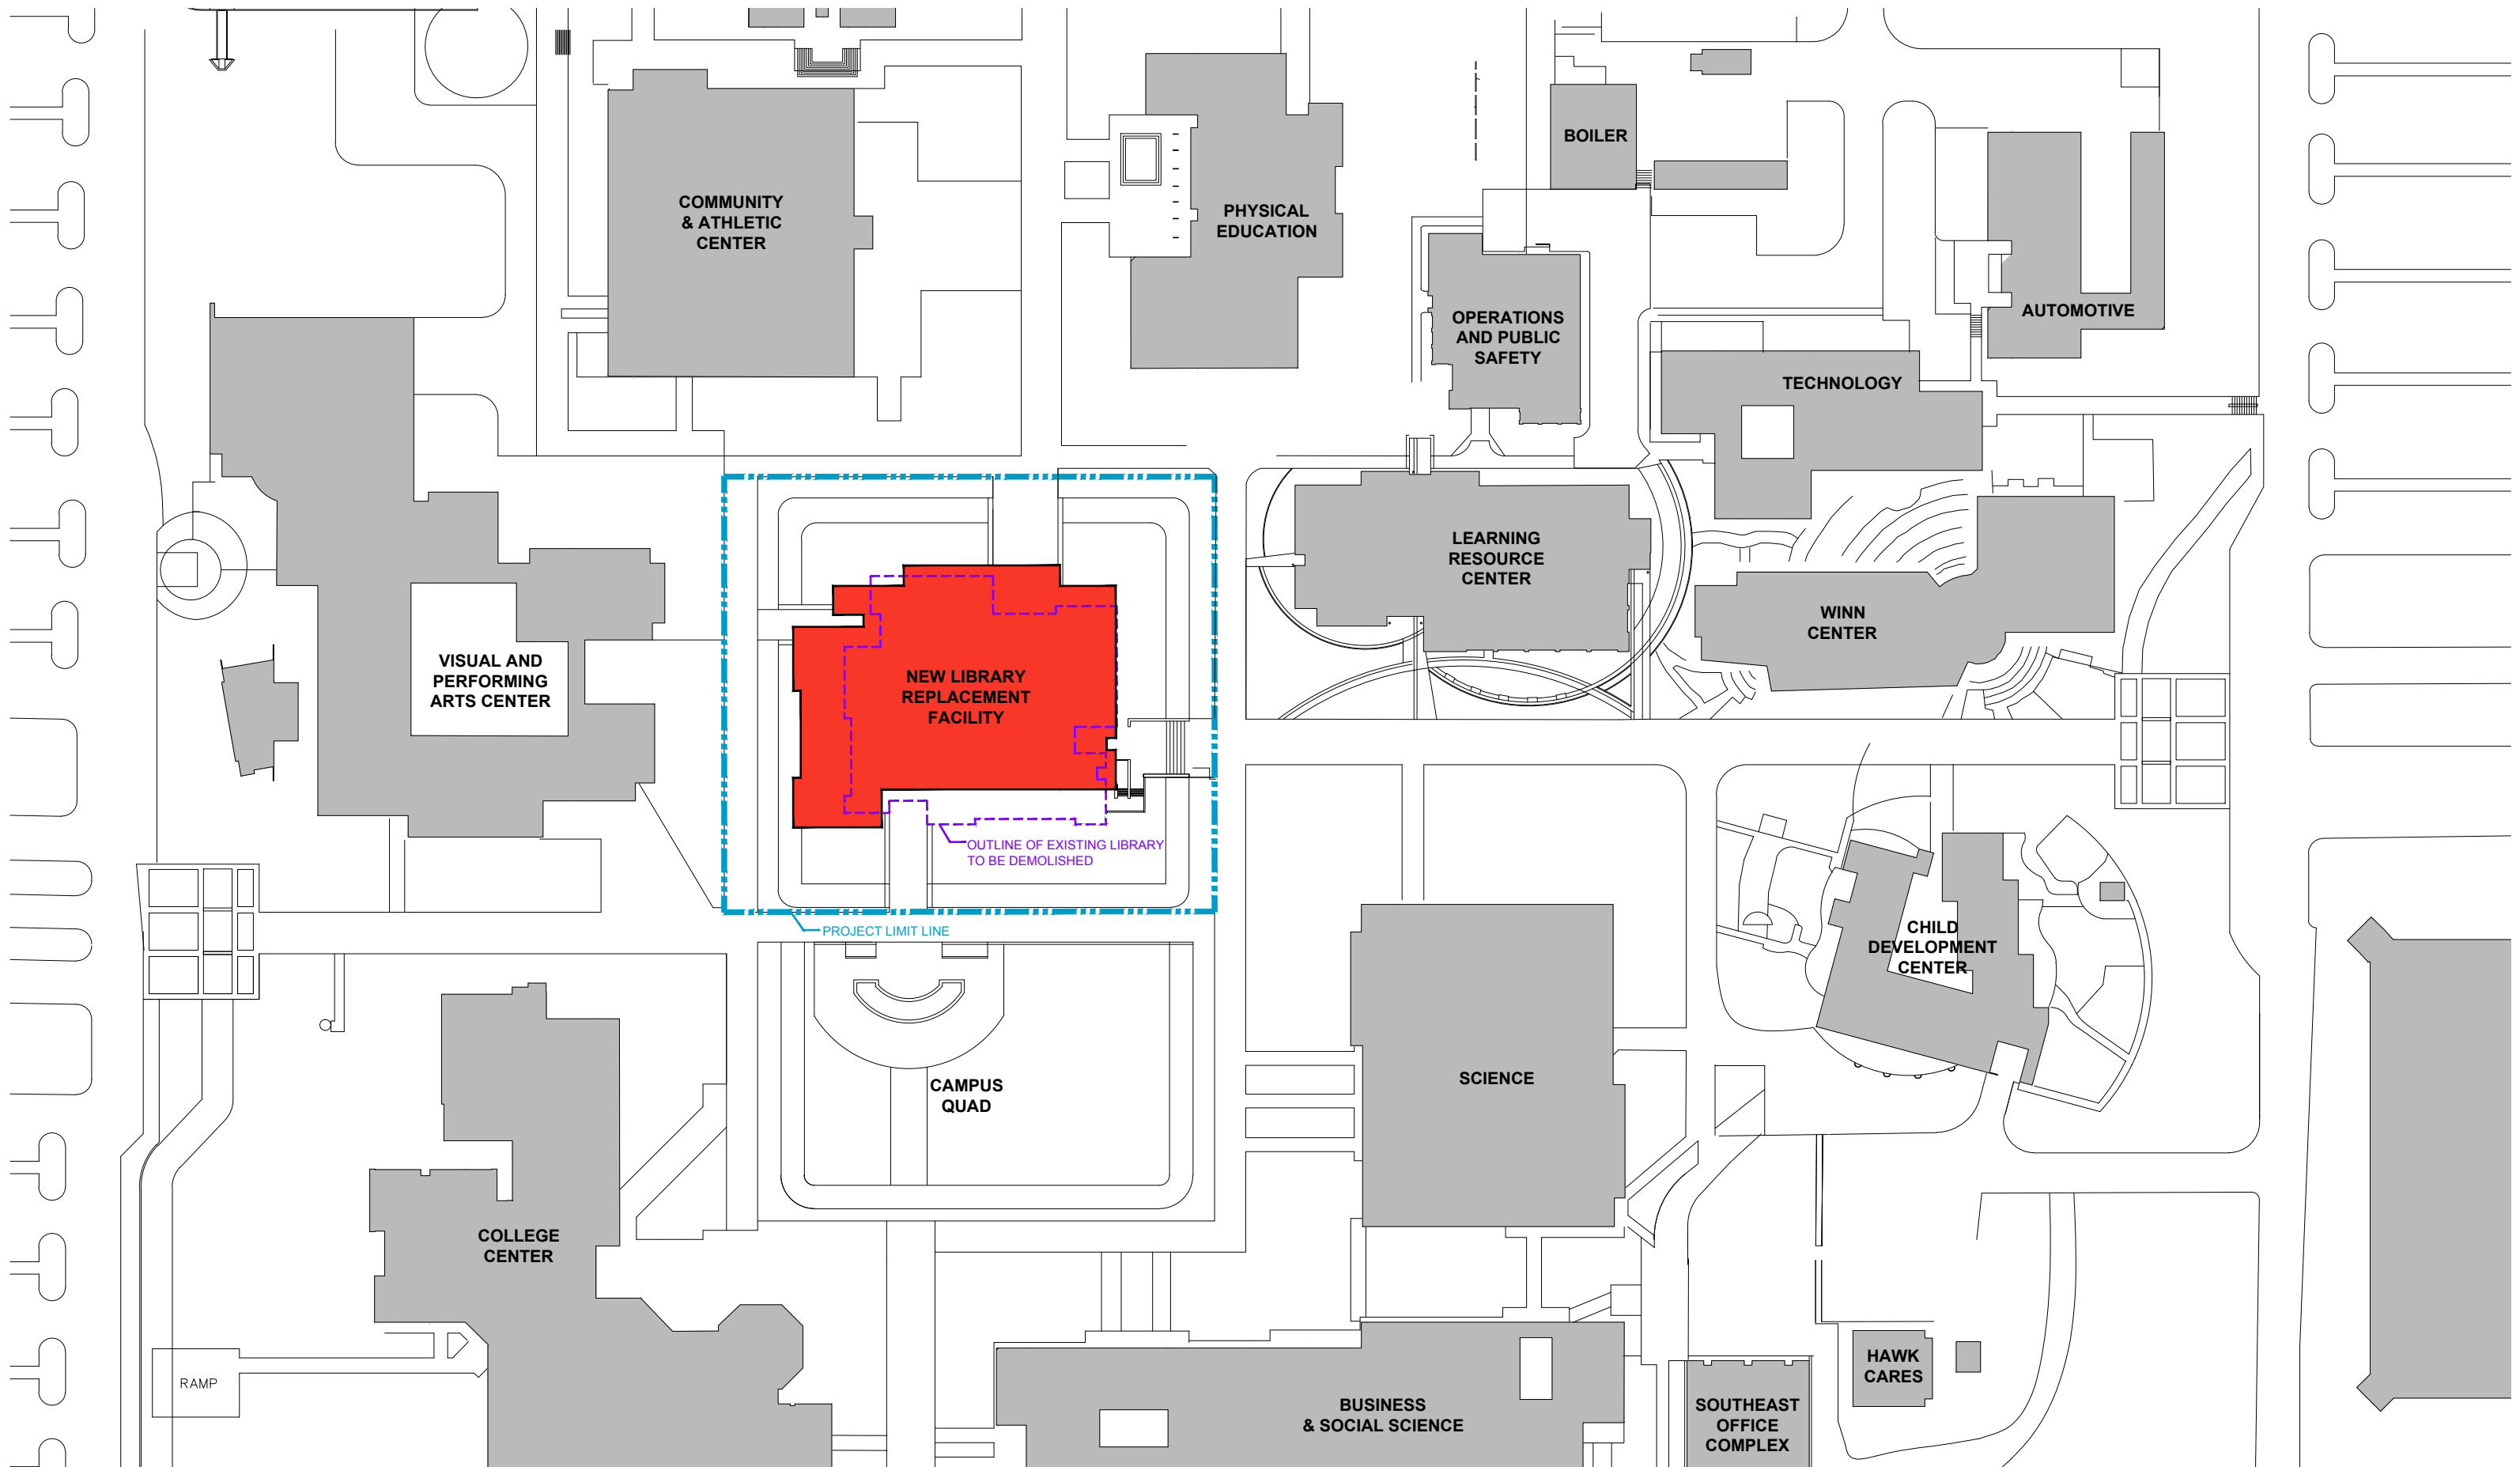 BOILER
COMMUNITY
& ATHLETIC
CENTER
PHYSICAL
EDUCATION
OPERATIONS
AND PUBLIC
SAFETY
AUTOMOTIVE
TECHNOLOGY
LEARNING
RESOURCE
CENTER
WINN
CENTER
VISUAL AND
PERFORMING
ARTS CENTER
NEW LIBRARY
REPLACEMENT
FACILITY
OUTLINE OF EXISTING LIBRARY
TO BE DEMOLISHED
PROJECT LIMIT LINE
CHILD
DEVELOPMENT
CENTER
CAMPUS
QUAD
SCIENCE
COLLEGE
CENTER
RAMP
HAWK
CARES
BUSINESS
& SOCIAL SCIENCE
SOUTHEAST
OFFICE
COMPLEX